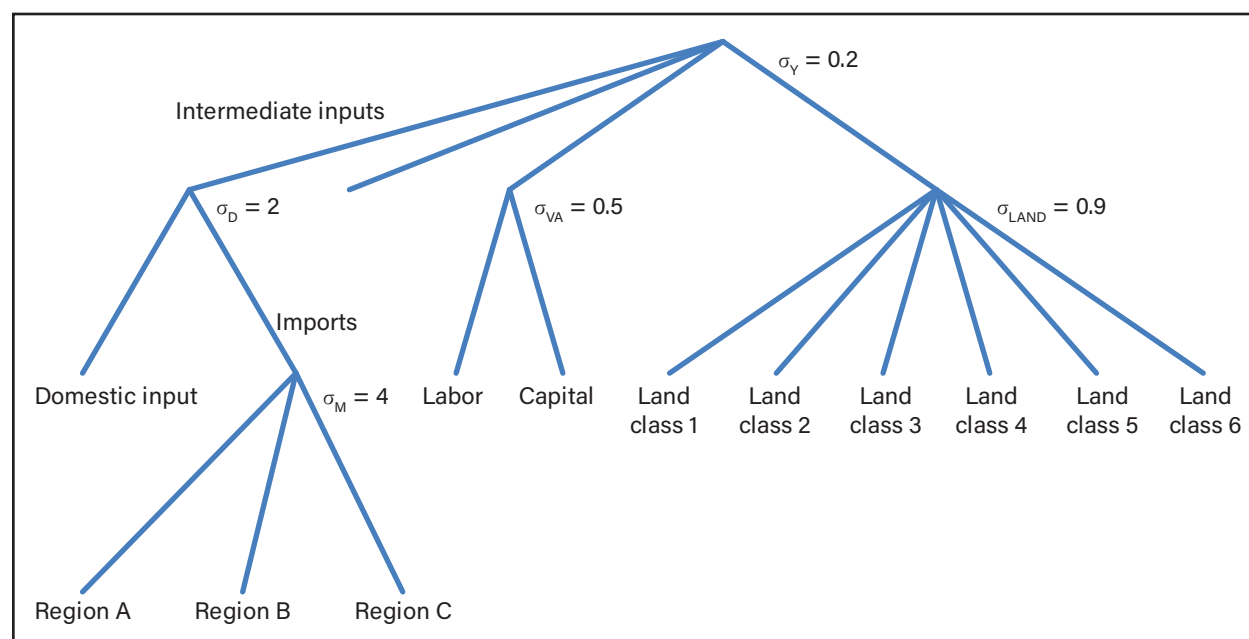 σY = 0.2
Intermediate inputs
σD = 2
σVA = 0.5
σLAND = 0.9
Imports
Domestic input
σM = 4
Labor
Capital
Land
class 1
Land
class 2
Land
class 3
Land
class 4
Land
class 5
Land
class 6
Region A
Region B
Region C